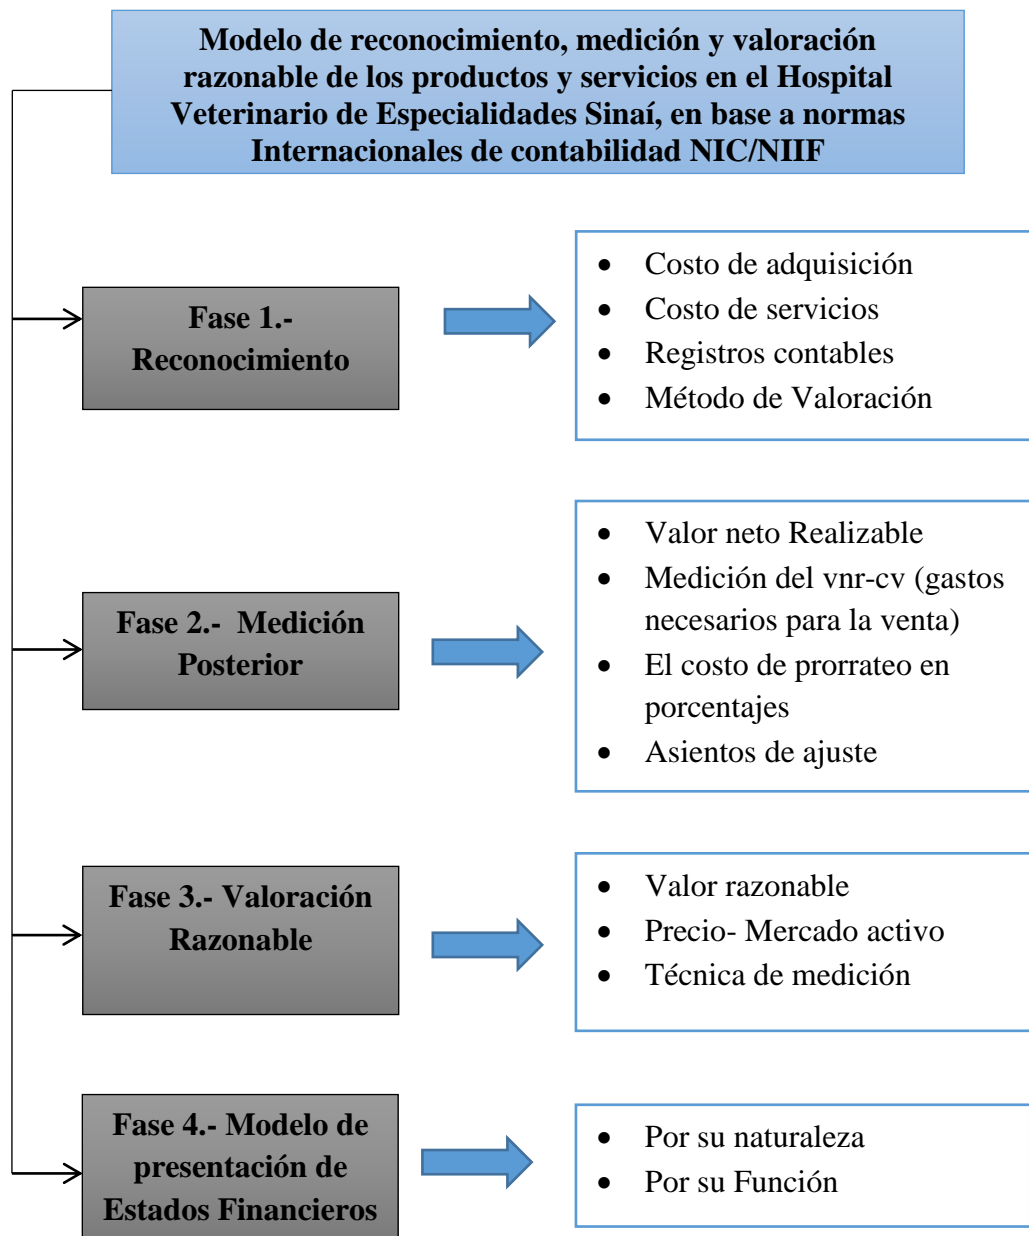 Modelo de reconocimiento, medición y valoración
razonable de los productos y servicios en el Hospital
Veterinario de Especialidades Sinaí, en base a normas
Internacionales de contabilidad NIC/NIIF
Fase 1.-
Reconocimiento
• Costo de adquisición
• Costo de servicios
• Registros contables
• Método de Valoración
Fase 2.- Medición
Posterior
• Valor neto Realizable
• Medición del vnr-cv (gastos
necesarios para la venta)
• El costo de prorrateo en
porcentajes
• Asientos de ajuste
Fase 3.- Valoración
Razonable
• Valor razonable
• Precio- Mercado activo
• Técnica de medición
Fase 4.- Modelo de
presentación de
Estados Financieros
• Por su naturaleza
• Por su Función